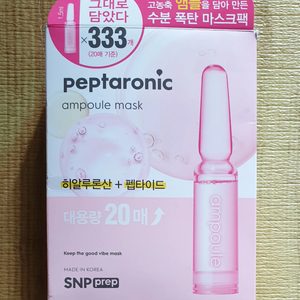 그대로
담았다
1.5ml
×333개
(20매 기준)
고농축 앰플을 담아 만든
수분 폭탄 마스크팩
peptaronic
ampoule mask
히알루론산 + 펩타이드
대용량 20매
ampoule
Keep the good vibe mask
MADE IN KOREA
SNP prep